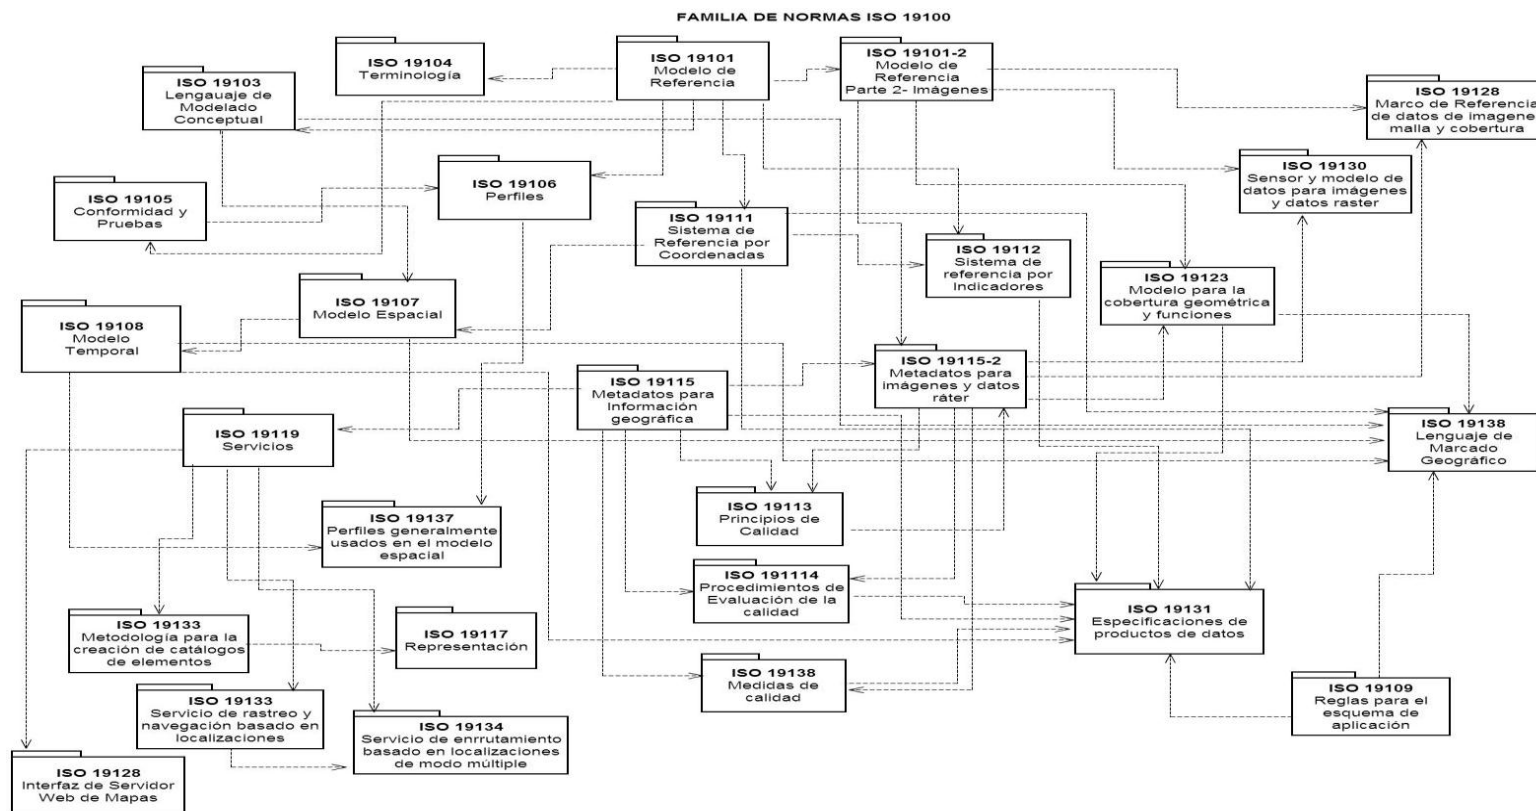 FAMILIA DE NORMAS ISO 19100
ISO 19104
Terminología
ISO 19101
Modelo de
Referencia
ISO 19101-2
Modelo de
Referencia
Parte 2- Imágenes
ISO 19103
Lengauaje de
Modelado
Conceptual
ISO 19128
Marco de Referencia
de datos de imagene
malla y cobertura
ISO 19130
Sensor y modelo de
datos para imágenes
y datos raster
ISO 19106
Perfiles
ISO 19105
Conformidad y
Pruebas
ISO 19111
Sistema de
Referencia por
Coordenadas
ISO 19112
Sistema de
referencia por
Indicadores
ISO 19123
Modelo para la
cobertura geométrica
y funciones
ISO 19107
Modelo Espacial
ISO 19108
Modelo
Temporal
ISO 19115
Metadatos para
Información
geográfica
ISO 19115-2
Metadatos para
imágenes y datos
ráter
ISO 19119
Servicios
ISO 19138
Lenguaje de
Marcado
Geográfico
ISO 19137
Perfiles generalmente
usados en el modelo
espacial
ISO 19113
Principios de
Calidad
ISO 191114
Procedimientos de
Evaluación de la
calidad
ISO 19131
Especificaciones de
productos de datos
ISO 19133
Metodología para la
creación de catálogos
de elementos
ISO 19117
Representación
ISO 19138
Medidas de
calidad
ISO 19109
Reglas para el
esquema de
aplicación
ISO 19133
Servicio de rastreo y
navegación basado en
localizaciones
ISO 19134
Servicio de enrrutamiento
basado en localizaciones
de modo múltiple
ISO 19128
Interfaz de Servidor
Web de Mapas